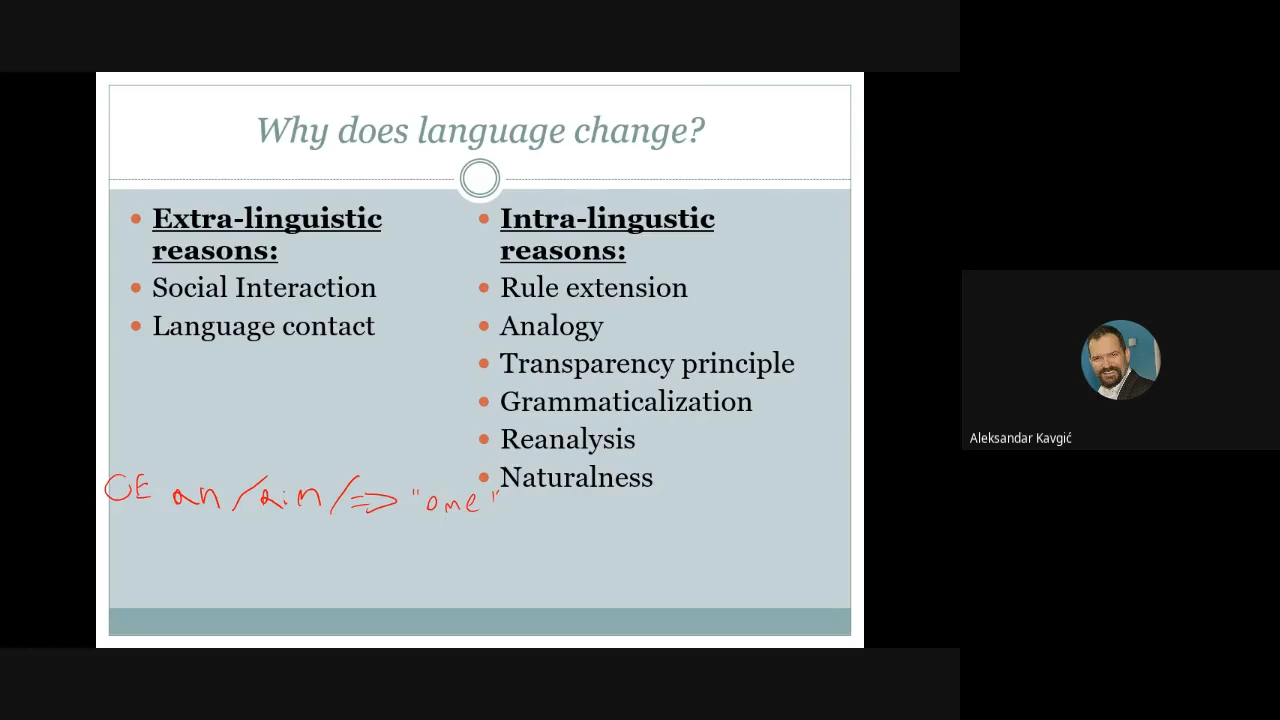 Why does language change?
Extra-linguistic
reasons:
Social Interaction
Language contact
Intra-lingustic
reasons:
Rule extension
Analogy
Transparency principle
Grammaticalization
Reanalysis
Naturalness
OE an /a:n/ => "one"
Aleksandar Kavgić